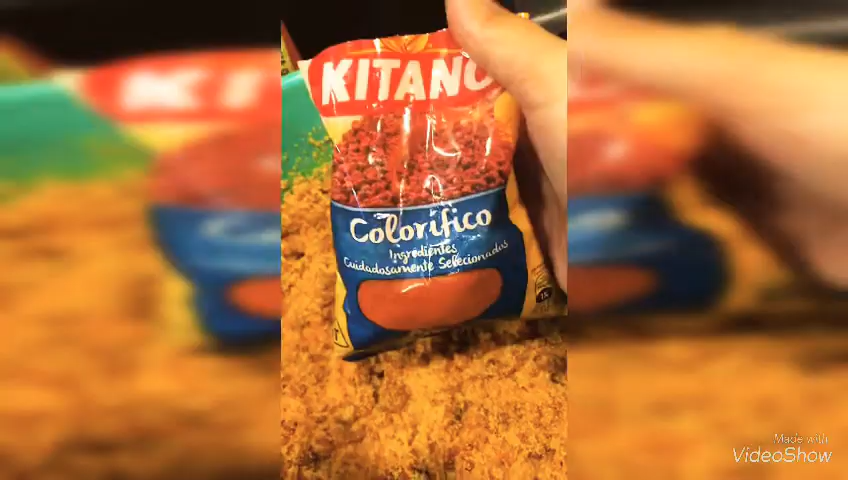 KITANO
Colorífico
Ingredientes
Cuidadosamente Selecionados
Made with
VideoShow